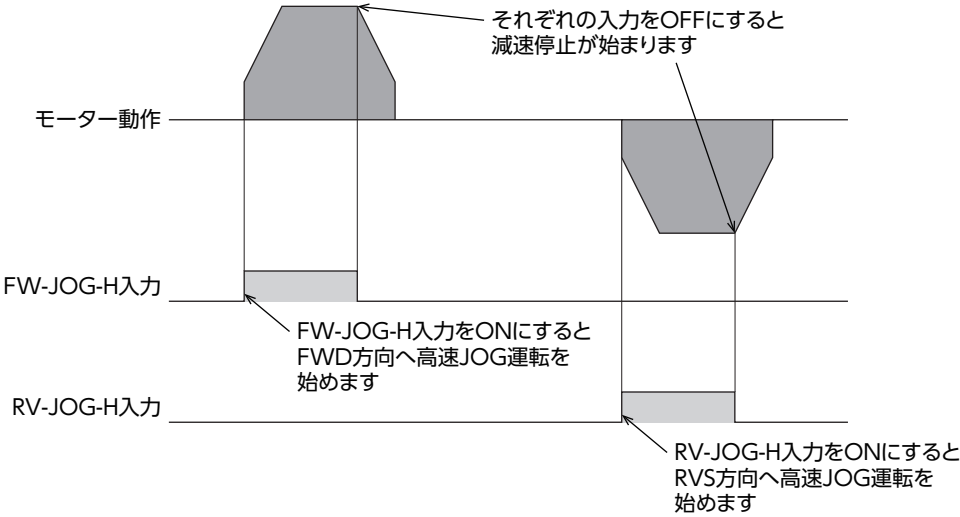 それぞれの入力をOFFにすると
減速停止が始まります
モーター動作
FW-JOG-H入力
FW-JOG-H入力をONにすると
FWD方向へ高速JOG運転を
始めます
RV-JOG-H入力
RV-JOG-H入力をONにすると
RVS方向へ高速JOG運転を
始めます